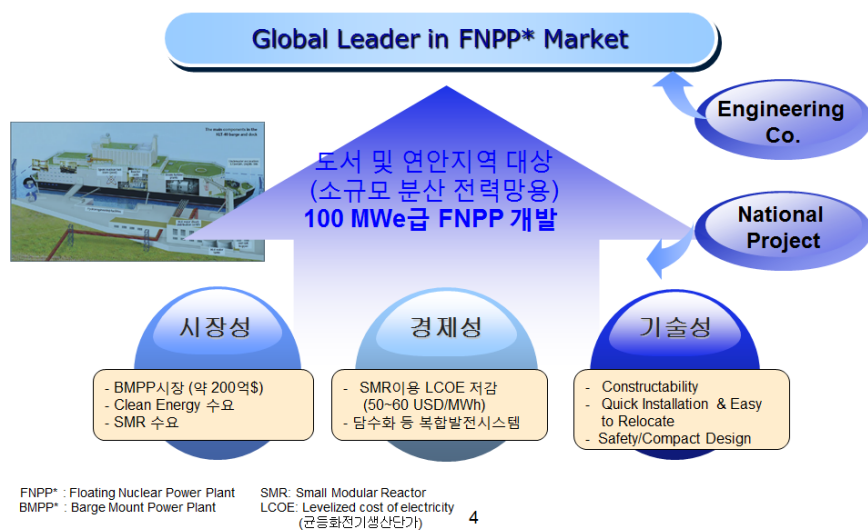 Global Leader in FNPP* Market
Engineering
Co.
도서 및 연안지역 대상
(소규모 분산 전력망용)
100 MWe급 FNPP 개발
National
Project
시장성
경제성
기술성
- BMPP시장 (약 200억$)
- Clean Energy 수요
- SMR 수요
- SMR이용 LCOE 저감
(50~60 USD/MWh)
- 담수화 등 복합발전시스템
- Constructability
- Quick Installation & Easy
to Relocate
- Safety/Compact Design
FNPP* : Floating Nuclear Power Plant
BMPP* : Barge Mount Power Plant
SMR: Small Modular Reactor
LCOE: Levelized cost of electricity
(균등화전기생산단가)
4